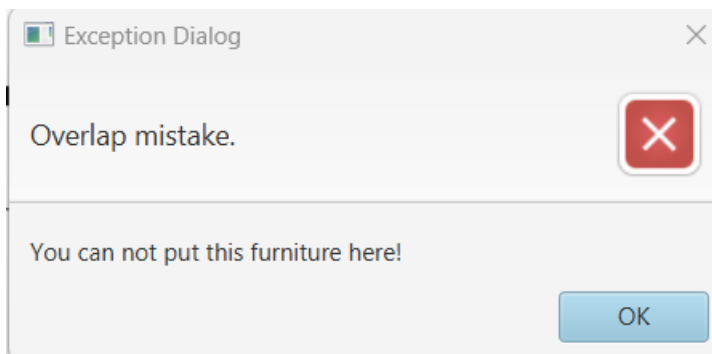 Exception Dialog
Overlap mistake.
You can not put this furniture here!
OK